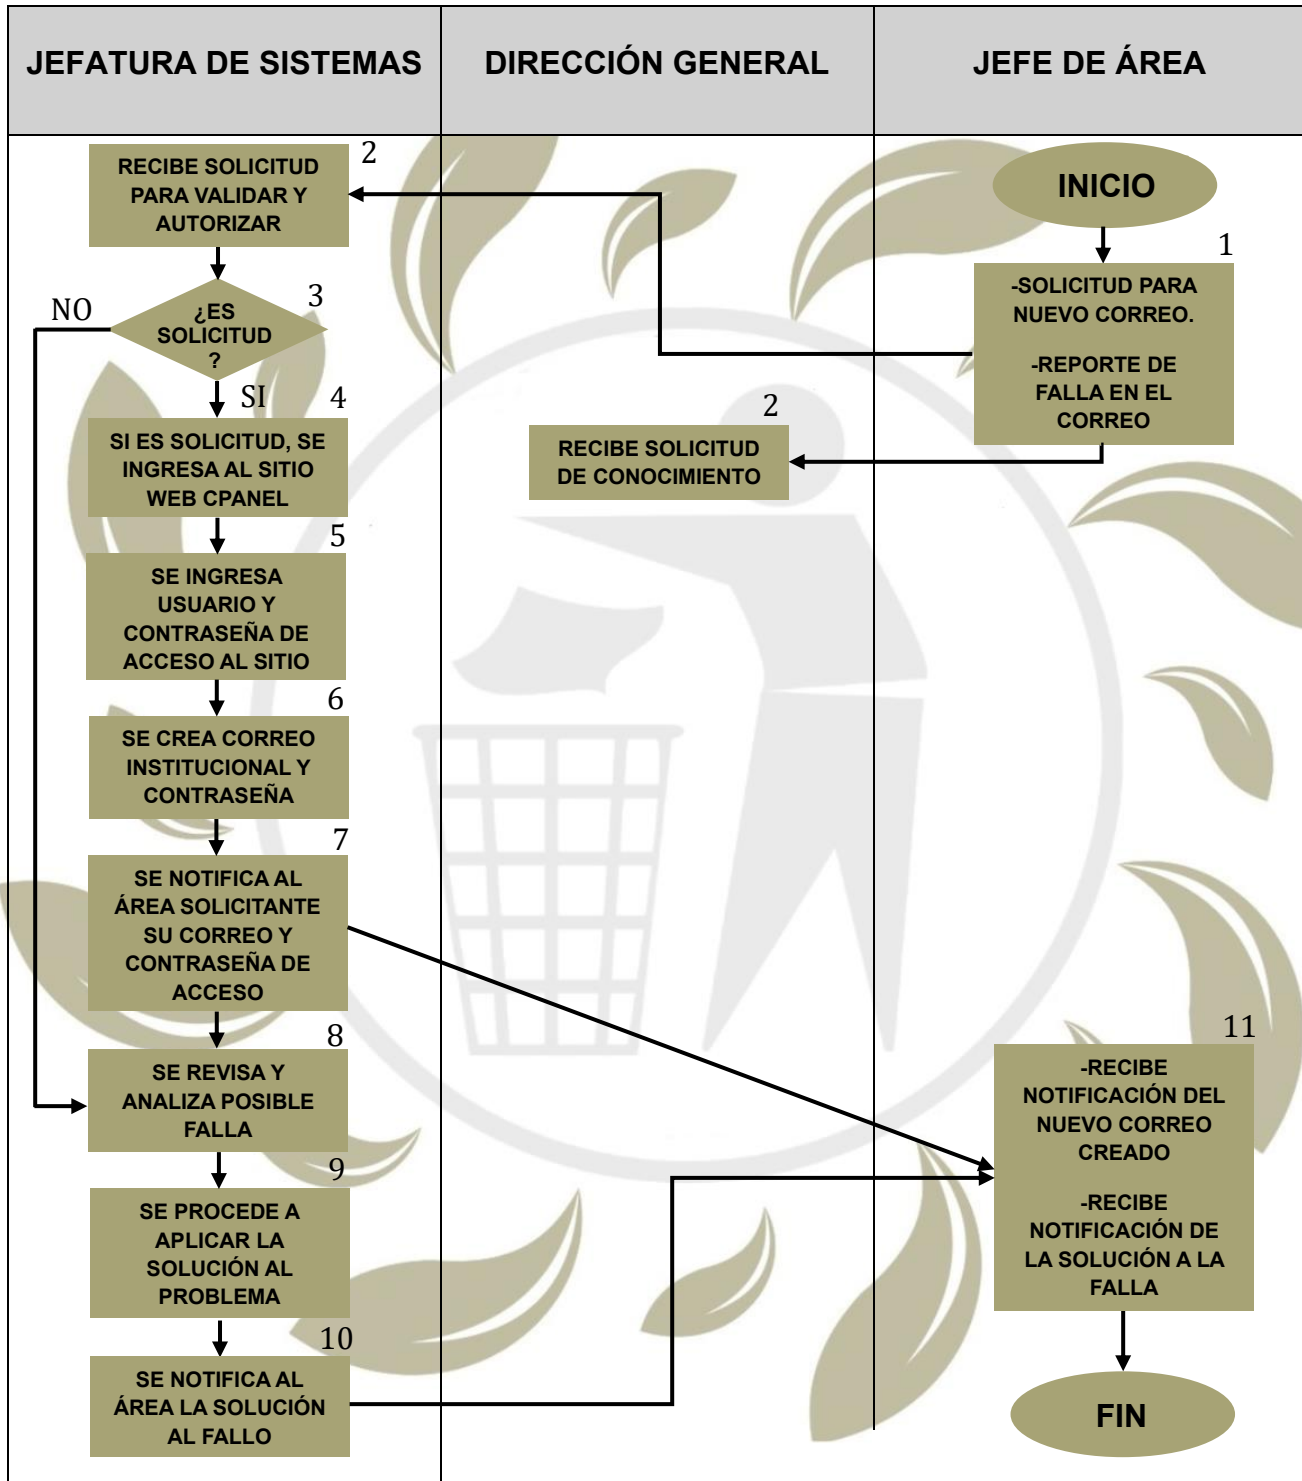 JEFATURA DE SISTEMAS
DIRECCIÓN GENERAL
JEFE DE ÁREA
INICIO
1
-SOLICITUD PARA
NUEVO CORREO.
-REPORTE DE
FALLA EN EL
CORREO
2
RECIBE SOLICITUD
PARA VALIDAR Y
AUTORIZAR
2
RECIBE SOLICITUD
DE CONOCIMIENTO
3
¿ES
SOLICITUD
?
NO
SI
4
SI ES SOLICITUD, SE
INGRESA AL SITIO
WEB CPANEL
5
SE INGRESA
USUARIO Y
CONTRASEÑA DE
ACCESO AL SITIO
6
SE CREA CORREO
INSTITUCIONAL Y
CONTRASEÑA
7
SE NOTIFICA AL
ÁREA SOLICITANTE
SU CORREO Y
CONTRASEÑA DE
ACCESO
8
SE REVISA Y
ANALIZA POSIBLE
FALLA
9
SE PROCEDE A
APLICAR LA
SOLUCIÓN AL
PROBLEMA
10
SE NOTIFICA AL
ÁREA LA SOLUCIÓN
AL FALLO
11
-RECIBE
NOTIFICACIÓN DEL
NUEVO CORREO
CREADO
-RECIBE
NOTIFICACIÓN DE
LA SOLUCIÓN A LA
FALLA
FIN